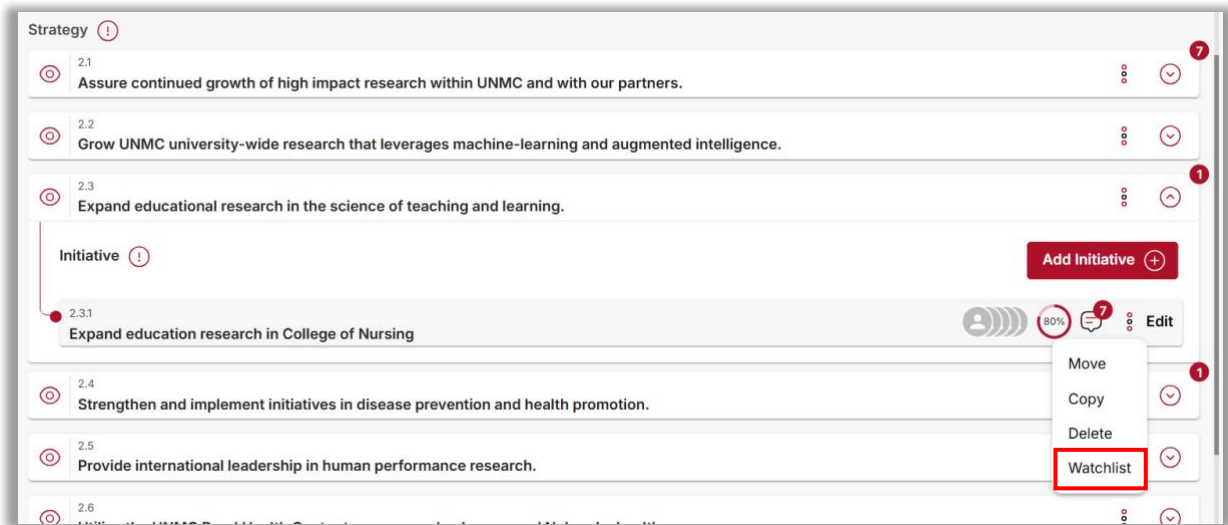 Strategy
7
2.1
Assure continued growth of high impact research within UNMC and with our partners.
2.2
Grow UNMC university-wide research that leverages machine-learning and augmented intelligence.
1
2.3
Expand educational research in the science of teaching and learning.
Initiative
Add Initiative
2.3.1
Expand education research in College of Nursing
80%
7
Edit
Move
Copy
Delete
Watchlist
1
2.4
Strengthen and implement initiatives in disease prevention and health promotion.
2.5
Provide international leadership in human performance research.
2.6